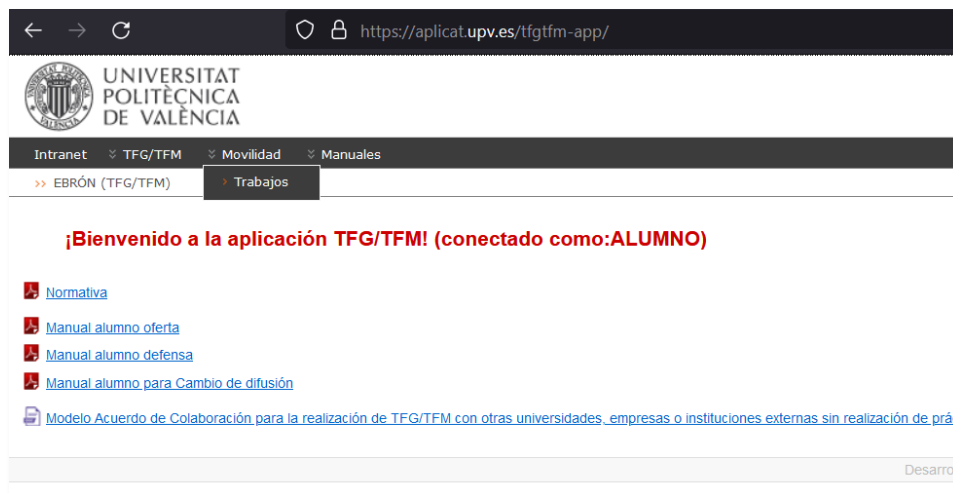 https://aplicat.upv.es/tfgtfm-app/
UNIVERSITAT
POLITÈCNICA
DE VALÈNCIA
Intranet TFG/TFM Movilidad Manuales
>> EBRÓN (TFG/TFM) › Trabajos
¡Bienvenido a la aplicación TFG/TFM! (conectado como:ALUMNO)
Normativa
Manual alumno oferta
Manual alumno defensa
Manual alumno para Cambio de difusión
Modelo Acuerdo de Colaboración para la realización de TFG/TFM con otras universidades, empresas o instituciones externas sin realización de prá
Desarro